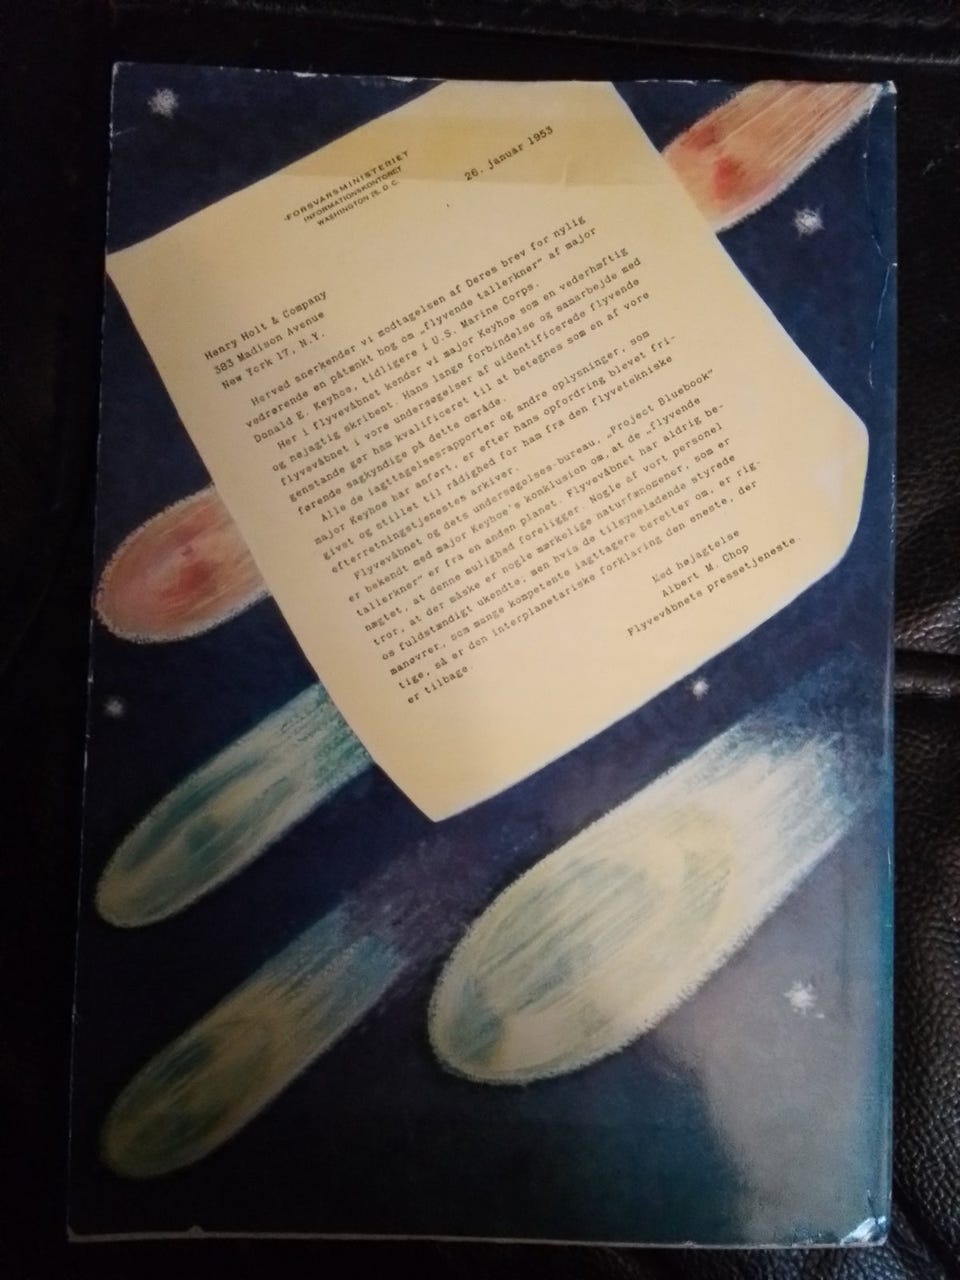 FORSVARSMINISTERIET
INFORMATIONSKONTORET
WASHINGTON 25, D. C.
26. januar 1953
Henry Holt & Company
383 Madison Avenue
New York 17, N.Y.
Herved anerkender vi modtagelsen af Deres brev for nylig
vedrørende en påtænkt bog om „flyvende tallerkner" af major
Donald E. Keyhoe, tidligere i U.S. Marine Corps.
Her i flyvevåbnet kender vi major Keyhoe som en vederhæftig
og nøjagtig skribent. Hans lange forbindelse og samarbejde med
flyvevåbnet i vore undersøgelser af uidentificerede flyvende
genstande gør ham kvalificeret til at betegnes som en af vore
førende sagkyndige på dette område.
Alle de iagttagelsesrapporter og andre oplysninger, som
major Keyhoe har anført, er efter hans opfordring blevet fri-
givet og stillet til rådighed for ham fra den flyvetekniske
efterretningstjenestes arkiver.
Flyvevåbnet og dets undersøgelses-bureau, „Project Bluebook"
er bekendt med major Keyhoe's konklusion om, at de „flyvende
tallerkner" er fra en anden planet. Flyvevåbnet har aldrig be-
nægtet, at denne mulighed foreligger. Nogle af vort personel
tror, at der måske er nogle mærkelige naturfænomener, som er
os fuldstændigt ukendte, men hvis de tilsyneladende styrede
manøvrer, som mange kompetente iagttagere beretter om, er rig-
tige, så er den interplanetariske forklaring den eneste, der
er tilbage.
Med højagtelse
Albert M. Chop
Flyvevåbnets pressetjeneste.